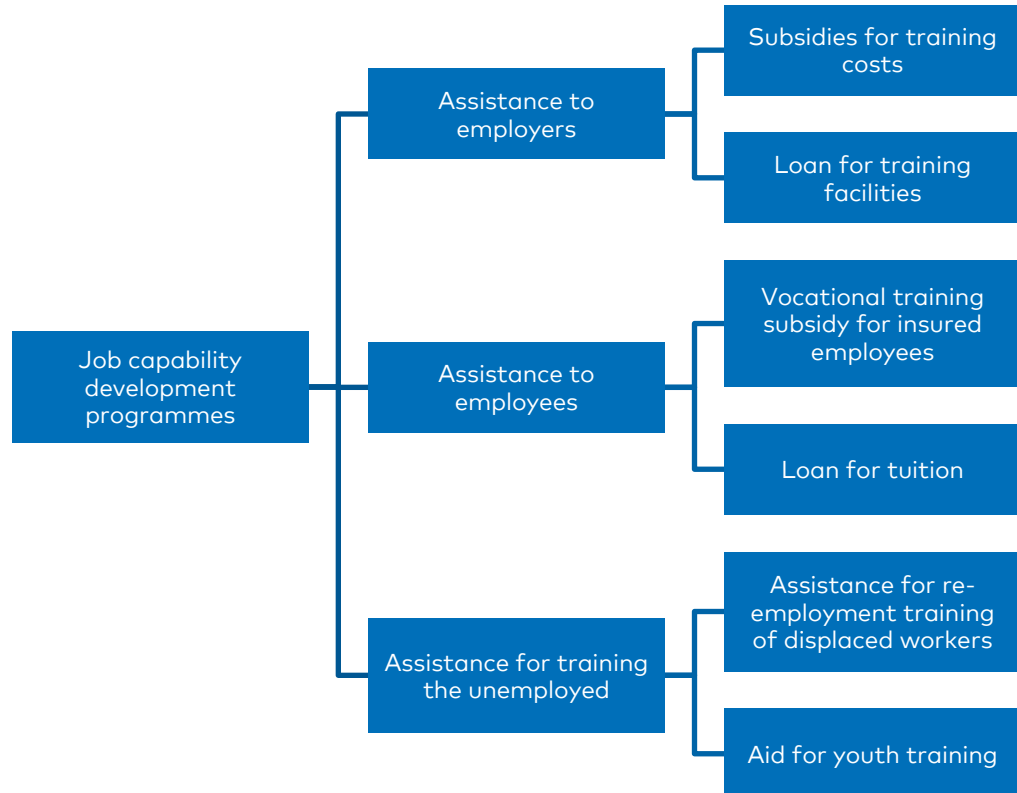 Subsidies for training
costs
Assistance to
employers
Loan for training
facilities
Vocational training
subsidy for insured
employees
Job capability
development
programmes
Assistance to
employees
Loan for tuition
Assistance for re-
employment training
of displaced workers
Assistance for training
the unemployed
Aid for youth training